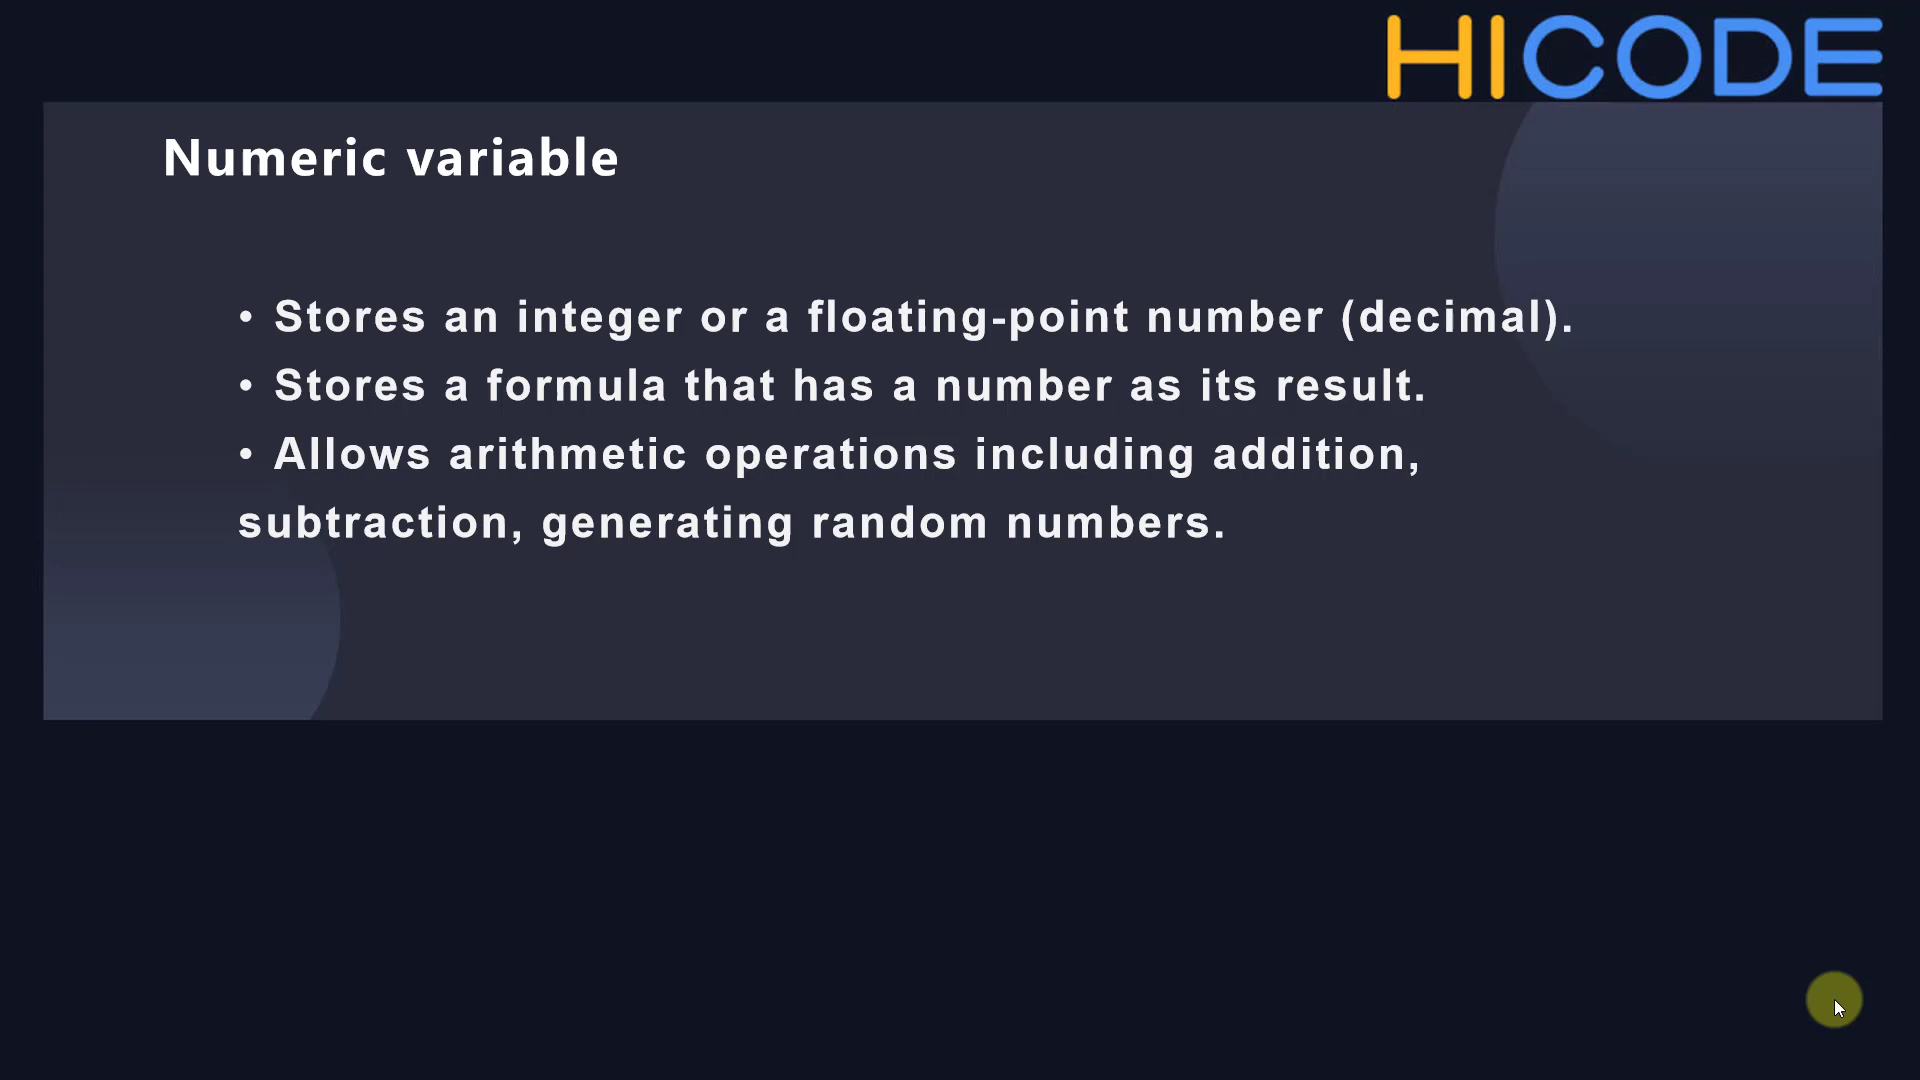 HICODE
Numeric variable
• Stores an integer or a floating-point number (decimal).
• Stores a formula that has a number as its result.
• Allows arithmetic operations including addition,
subtraction, generating random numbers.